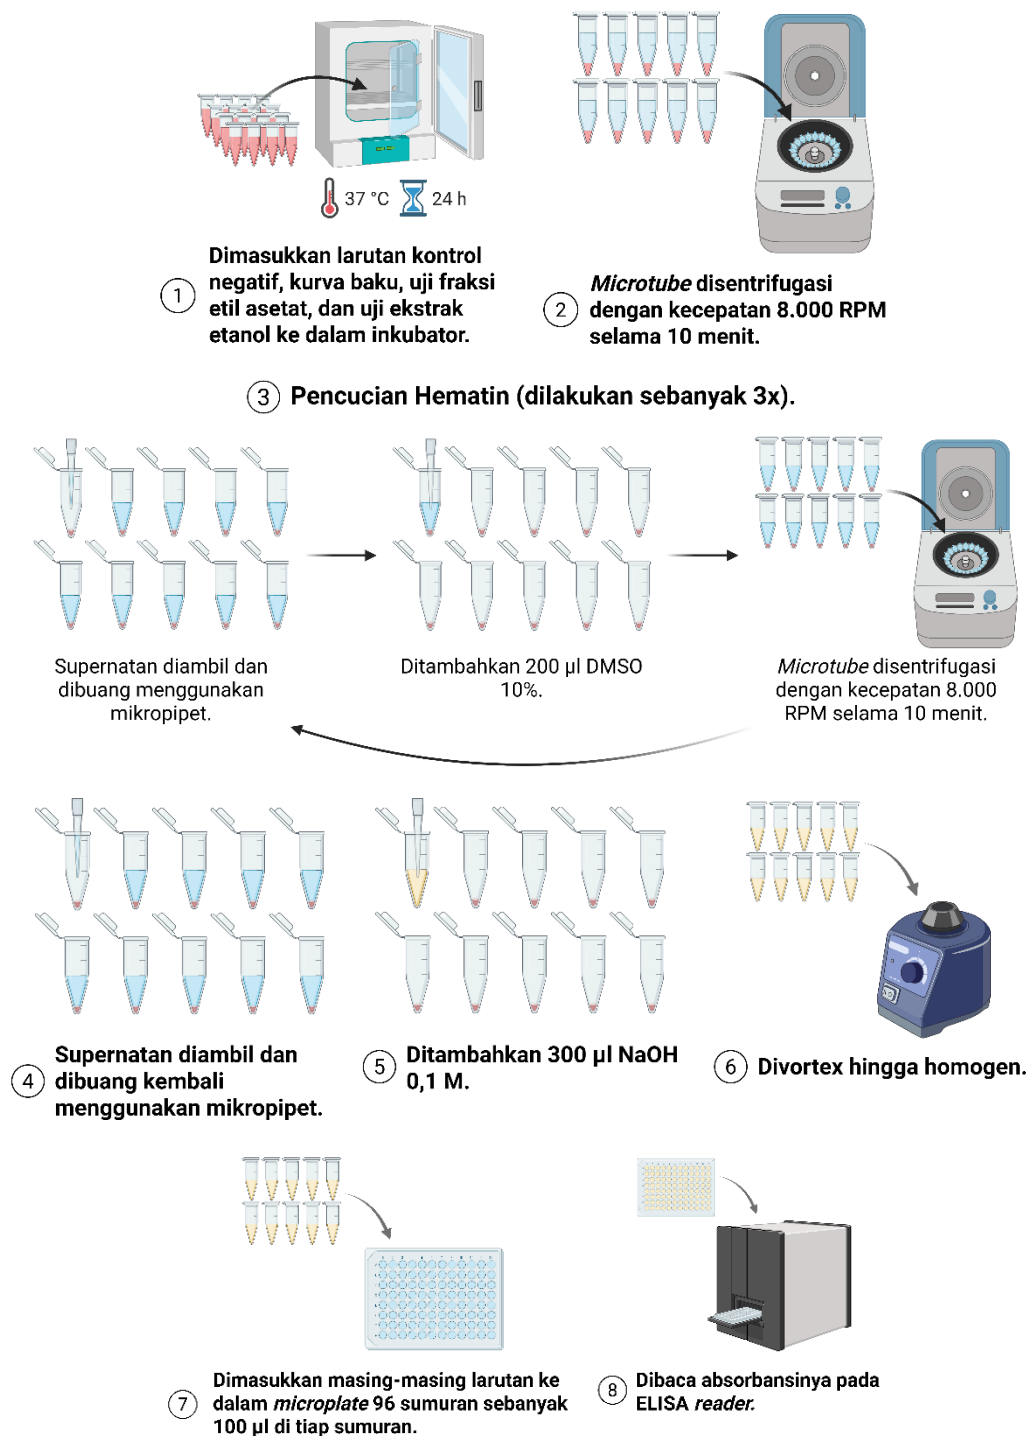 37 °C
24 h
1
Dimasukkan larutan kontrol
negatif, kurva baku, uji fraksi
etil asetat, dan uji ekstrak
etanol ke dalam inkubator.
2
Microtube disentrifugasi
dengan kecepatan 8.000 RPM
selama 10 menit.
3 Pencucian Hematin (dilakukan sebanyak 3x).
Supernatan diambil dan
dibuang menggunakan
mikropipet.
Ditambahkan 200 µl DMSO
10%.
Microtube disentrifugasi
dengan kecepatan 8.000
RPM selama 10 menit.
4
Supernatan diambil dan
dibuang kembali
menggunakan mikropipet.
5
Ditambahkan 300 µl NaOH
0,1 M.
6 Divortex hingga homogen.
7
Dimasukkan masing-masing larutan ke
dalam microplate 96 sumuran sebanyak
100 µl di tiap sumuran.
8
Dibaca absorbansinya pada
ELISA reader.